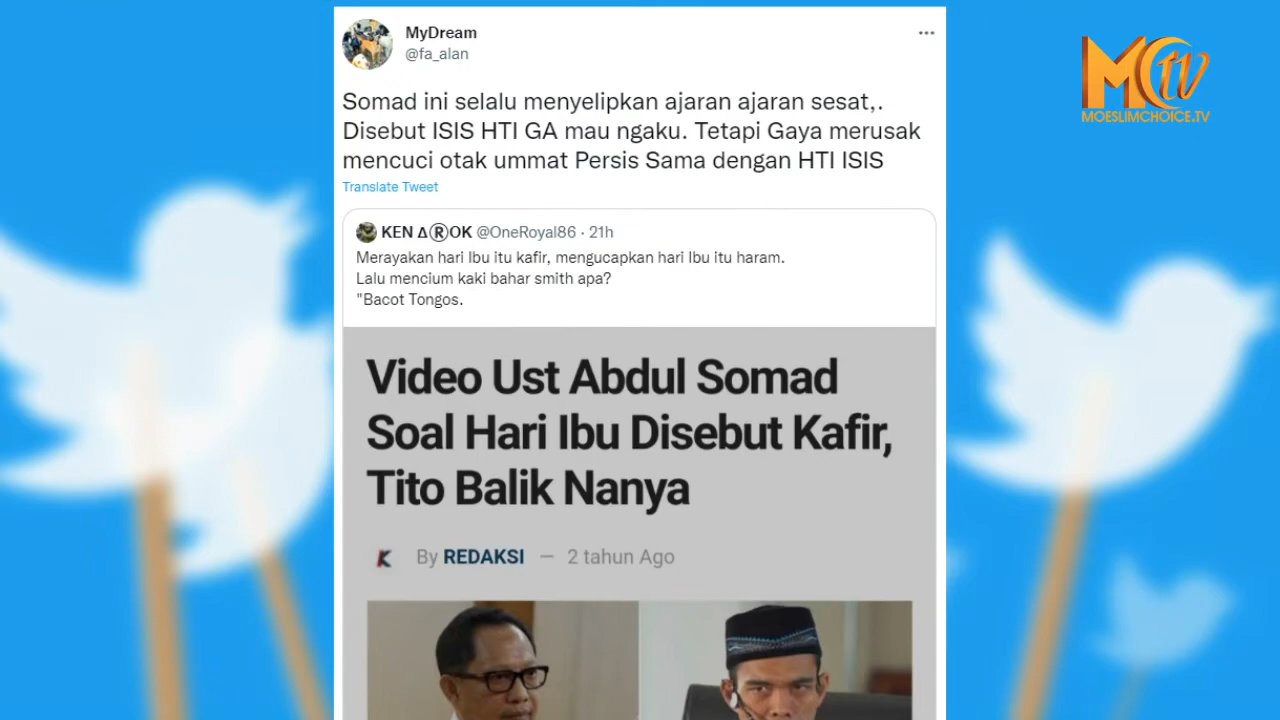 MyDream
@fa_alan
Somad ini selalu menyelipkan ajaran ajaran sesat,.
Disebut ISIS HTI GA mau ngaku. Tetapi Gaya merusak
mencuci otak ummat Persis Sama dengan HTI ISIS
Translate Tweet
KEN ΔⓇOK @OneRoyal86 · 21h
Merayakan hari Ibu itu kafir, mengucapkan hari Ibu itu haram.
Lalu mencium kaki bahar smith apa?
"Bacot Tongos.
Video Ust Abdul Somad
Soal Hari Ibu Disebut Kafir,
Tito Balik Nanya
K
By REDAKSI — 2 tahun Ago
MCtv
MOESLIMCHOICE.TV